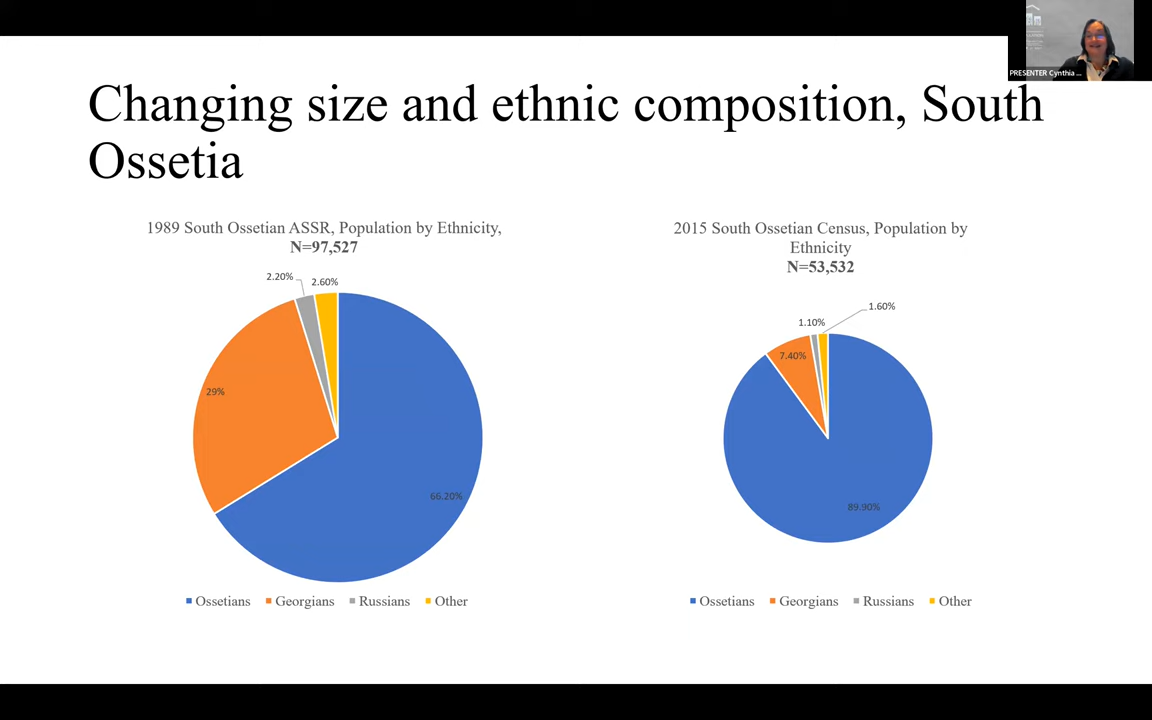 PRESENTER Cynthia ...
Changing size and ethnic composition, South
Ossetia
1989 South Ossetian ASSR, Population by Ethnicity,
N=97,527
2.20%
2.60%
29%
66.20%
Ossetians Georgians Russians Other
2015 South Ossetian Census, Population by
Ethnicity
N=53,532
1.60%
1.10%
7.40%
89.90%
Ossetians Georgians Russians Other